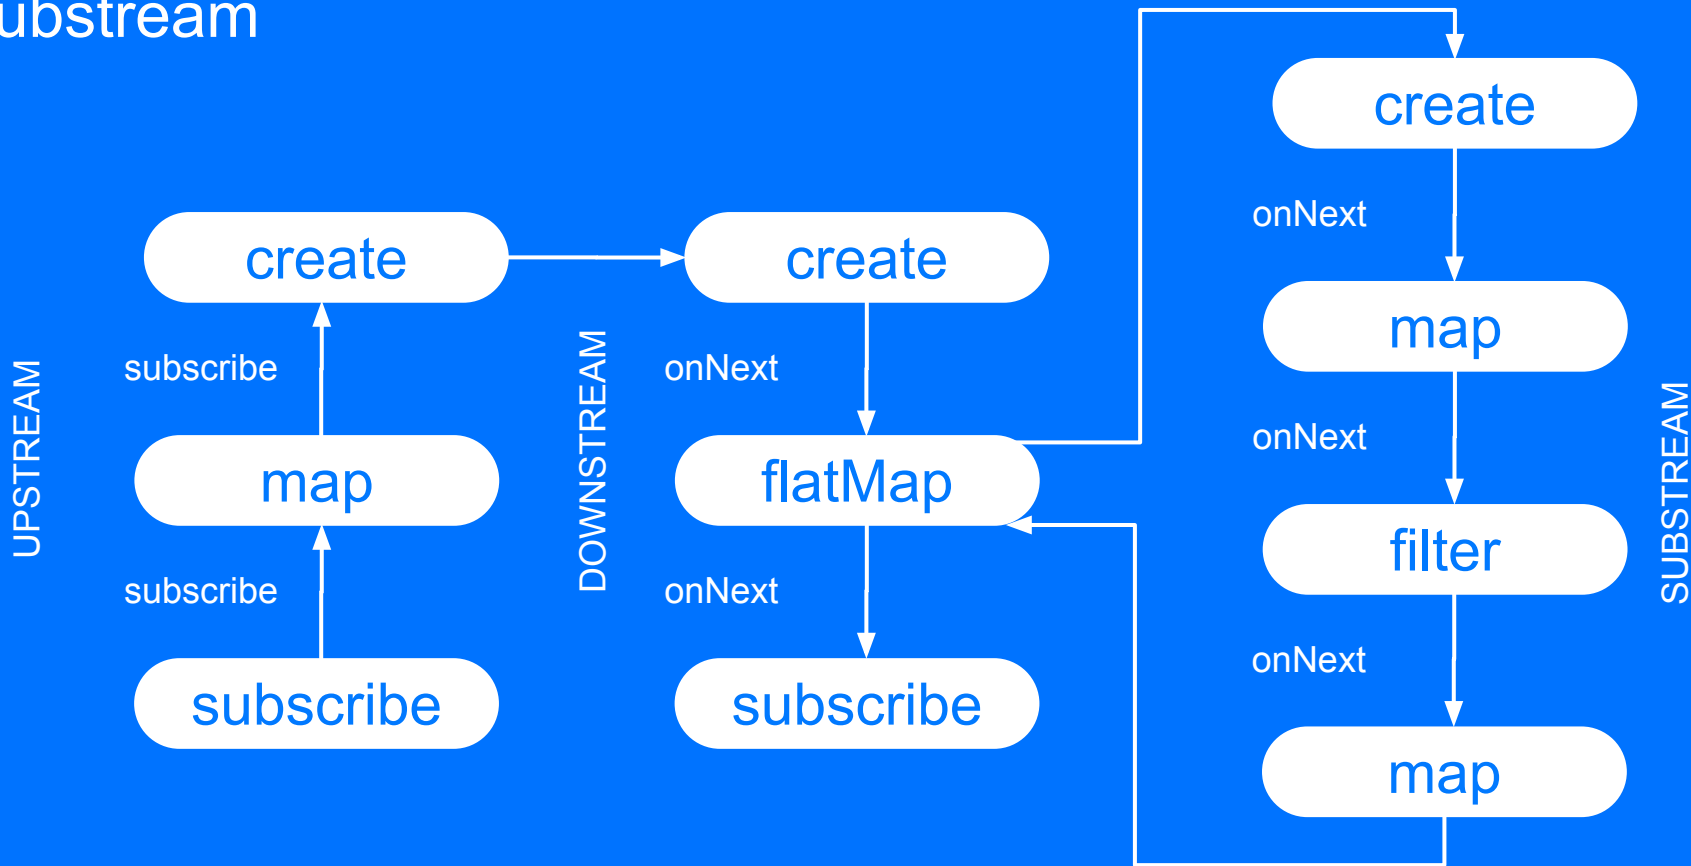 ubstream
UPSTREAM
create
subscribe
map
subscribe
subscribe
DOWNSTREAM
create
onNext
flatMap
onNext
subscribe
create
onNext
map
onNext
filter
onNext
map
SUBSTREAM